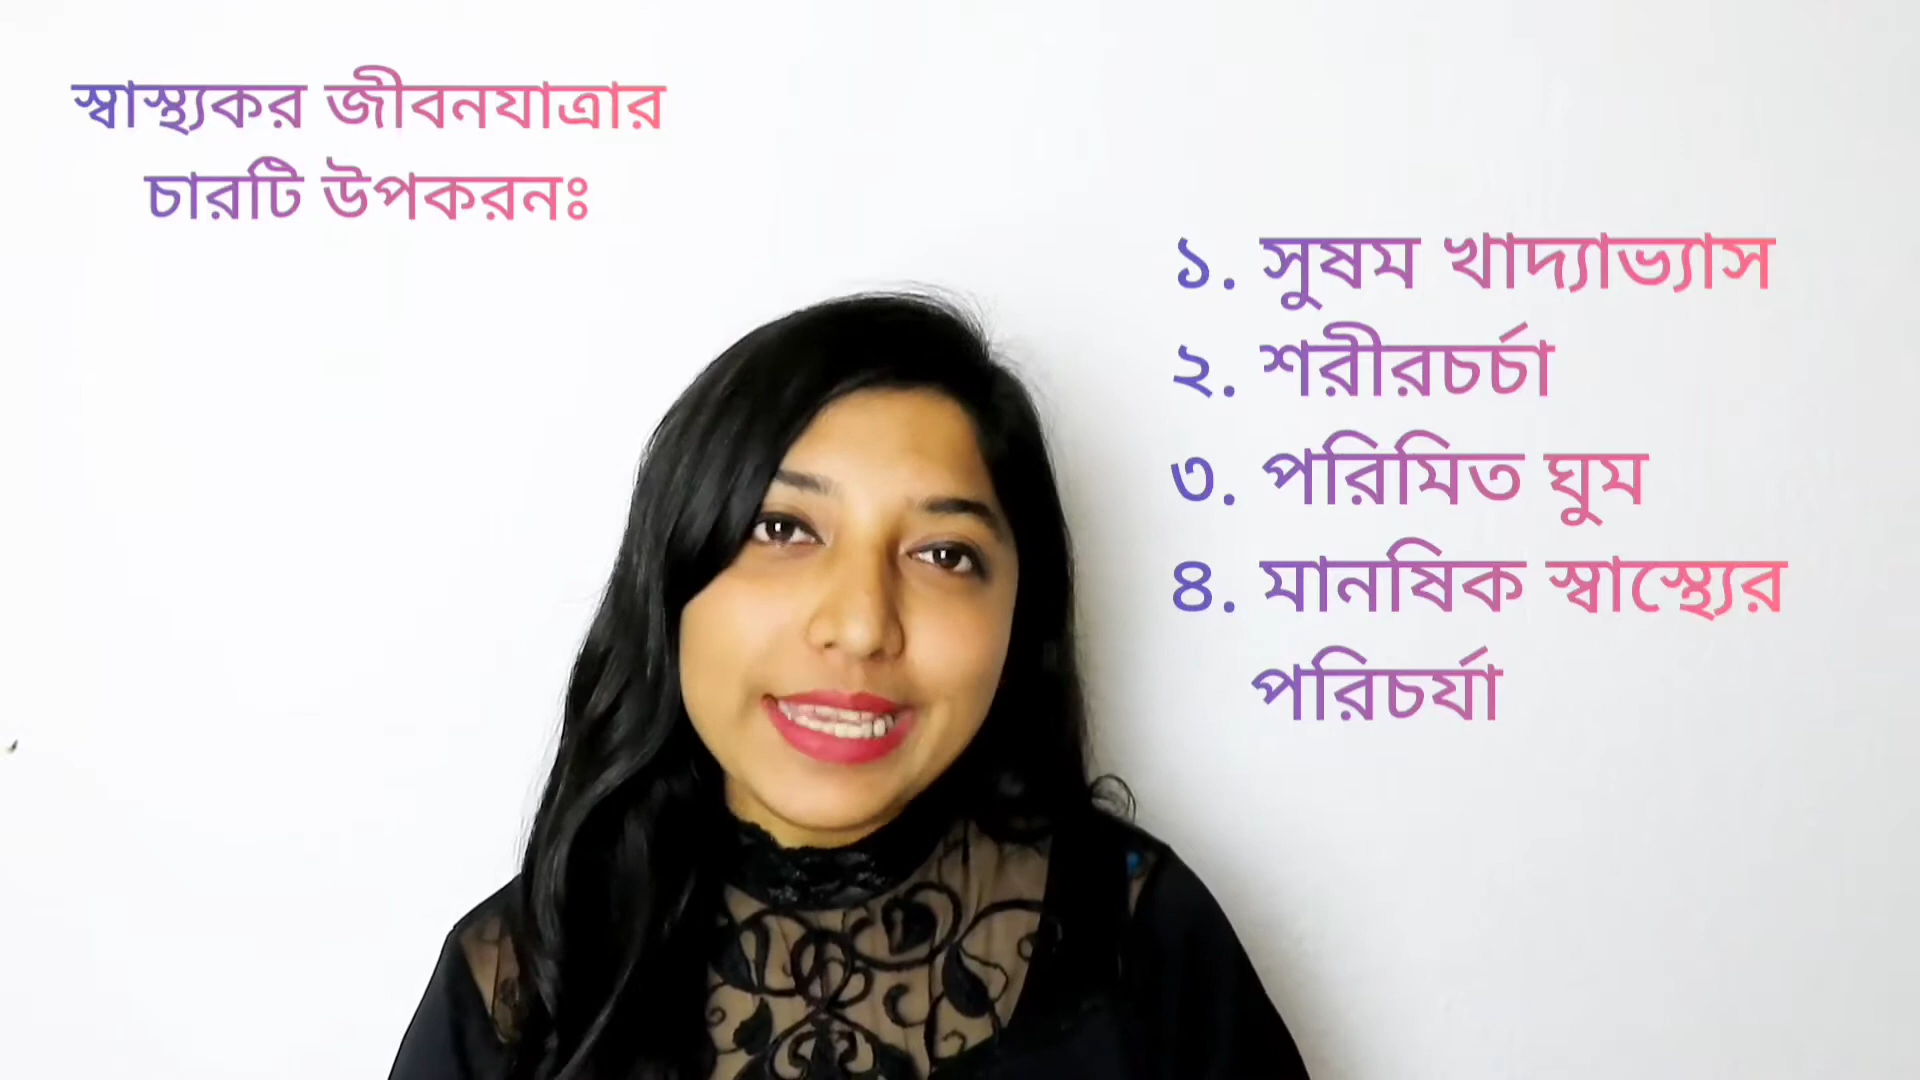 স্বাস্থ্যকর জীবনযাত্রার
চারটি উপকরনঃ
১. সুষম খাদ্যাভ্যাস
২. শরীরচর্চা
৩. পরিমিত ঘুম
৪. মানষিক স্বাস্থ্যের
পরিচর্যা